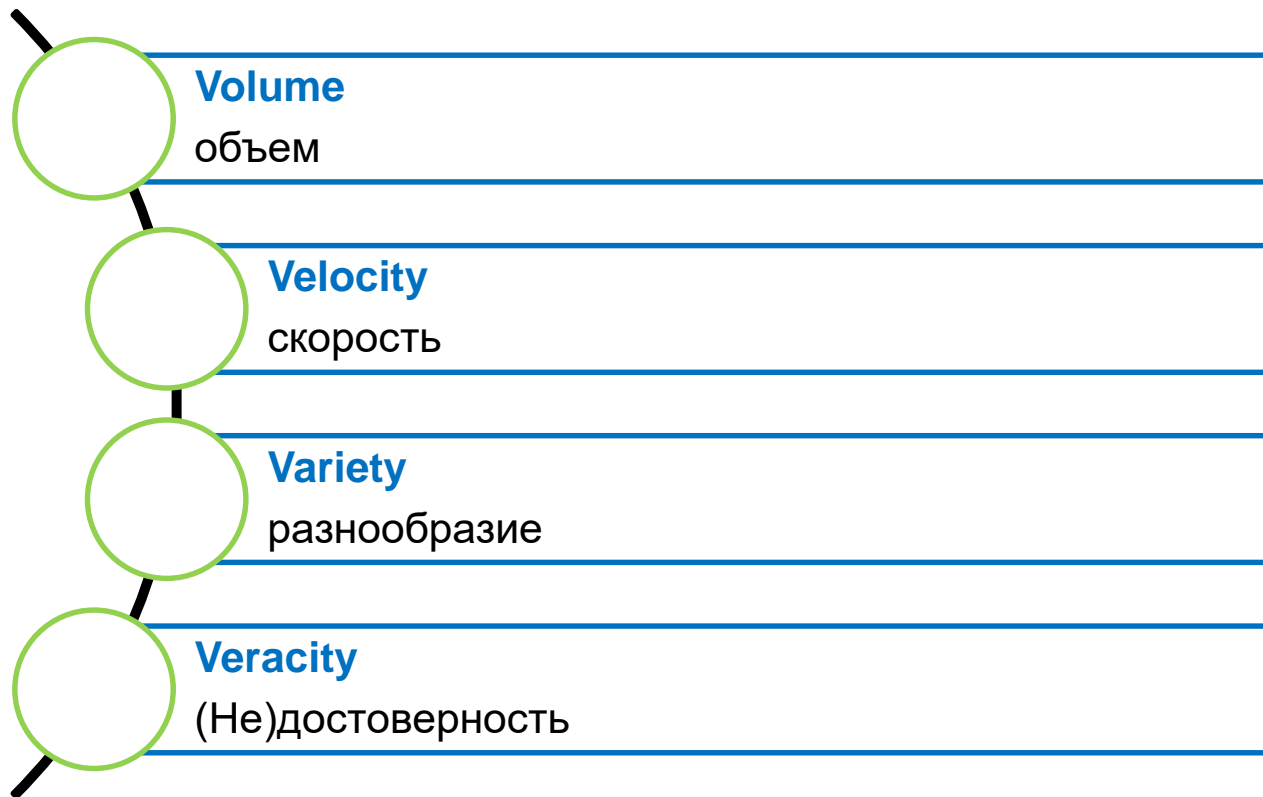 Volume
объем
Velocity
скорость
Variety
разнообразие
Veracity
(Не)достоверность